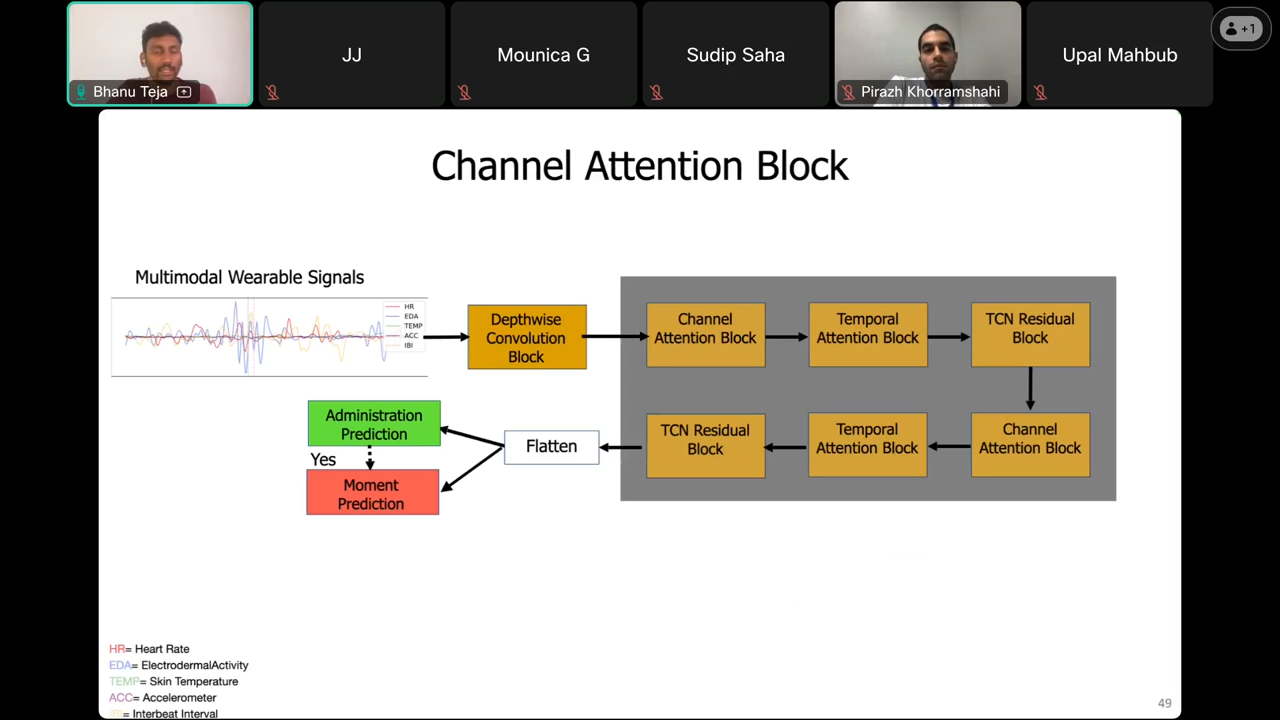 Bhanu Teja
JJ
Mounica G
Sudip Saha
Pirazh Khorramshahi
Upal Mahbub
+1
Channel Attention Block
Multimodal Wearable Signals
HR
EDA
TEMP
ACC
IBI
Depthwise
Convolution
Block
Channel
Attention Block
Temporal
Attention Block
TCN Residual
Block
Channel
Attention Block
Temporal
Attention Block
TCN Residual
Block
Flatten
Administration
Prediction
Yes
Moment
Prediction
HR= Heart Rate
EDA= ElectrodermalActivity
TEMP= Skin Temperature
ACC= Accelerometer
IBI= Interbeat Interval
49